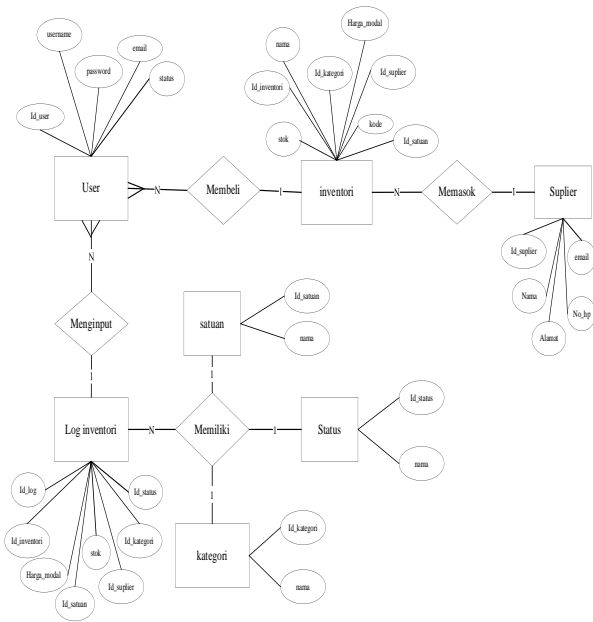 username
password
email
status
Id_user
User
N
Membeli
1
nama
Id_inventori
stok
Id_kategori
Harga_modal
Id_suplier
kode
Id_satuan
inventori
N
Memasok
1
Suplier
Id_suplier
Nama
Alamat
No_hp
email
N
Menginput
1
Log inventori
Id_log
Id_inventori
Harga_modal
Id_satuan
stok
Id_suplier
Id_kategori
Id_status
N
Memiliki
1
satuan
Id_satuan
nama
1
Status
Id_status
nama
1
kategori
Id_kategori
nama